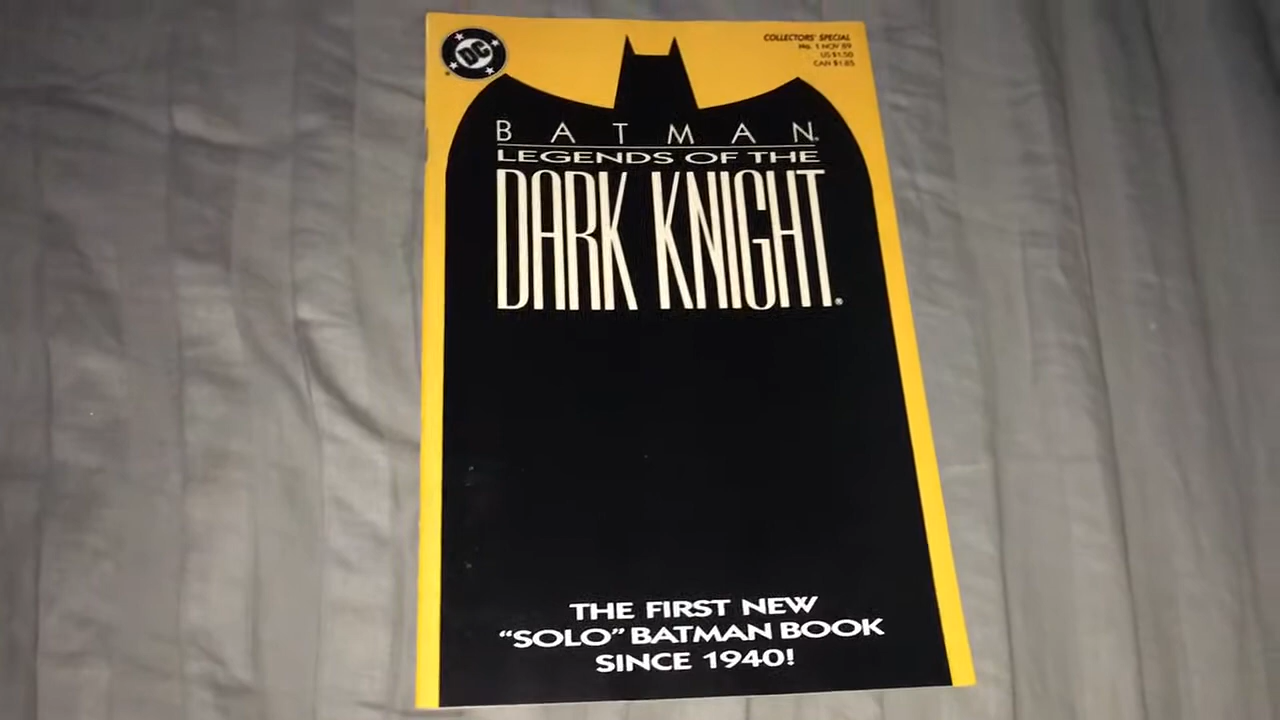 DC
COLLECTORS' SPECIAL
No. 1 NOV 89
US $1.50
CAN $1.85
BATMAN
LEGENDS OF THE
DARK KNIGHT®
THE FIRST NEW
“SOLO” BATMAN BOOK
SINCE 1940!